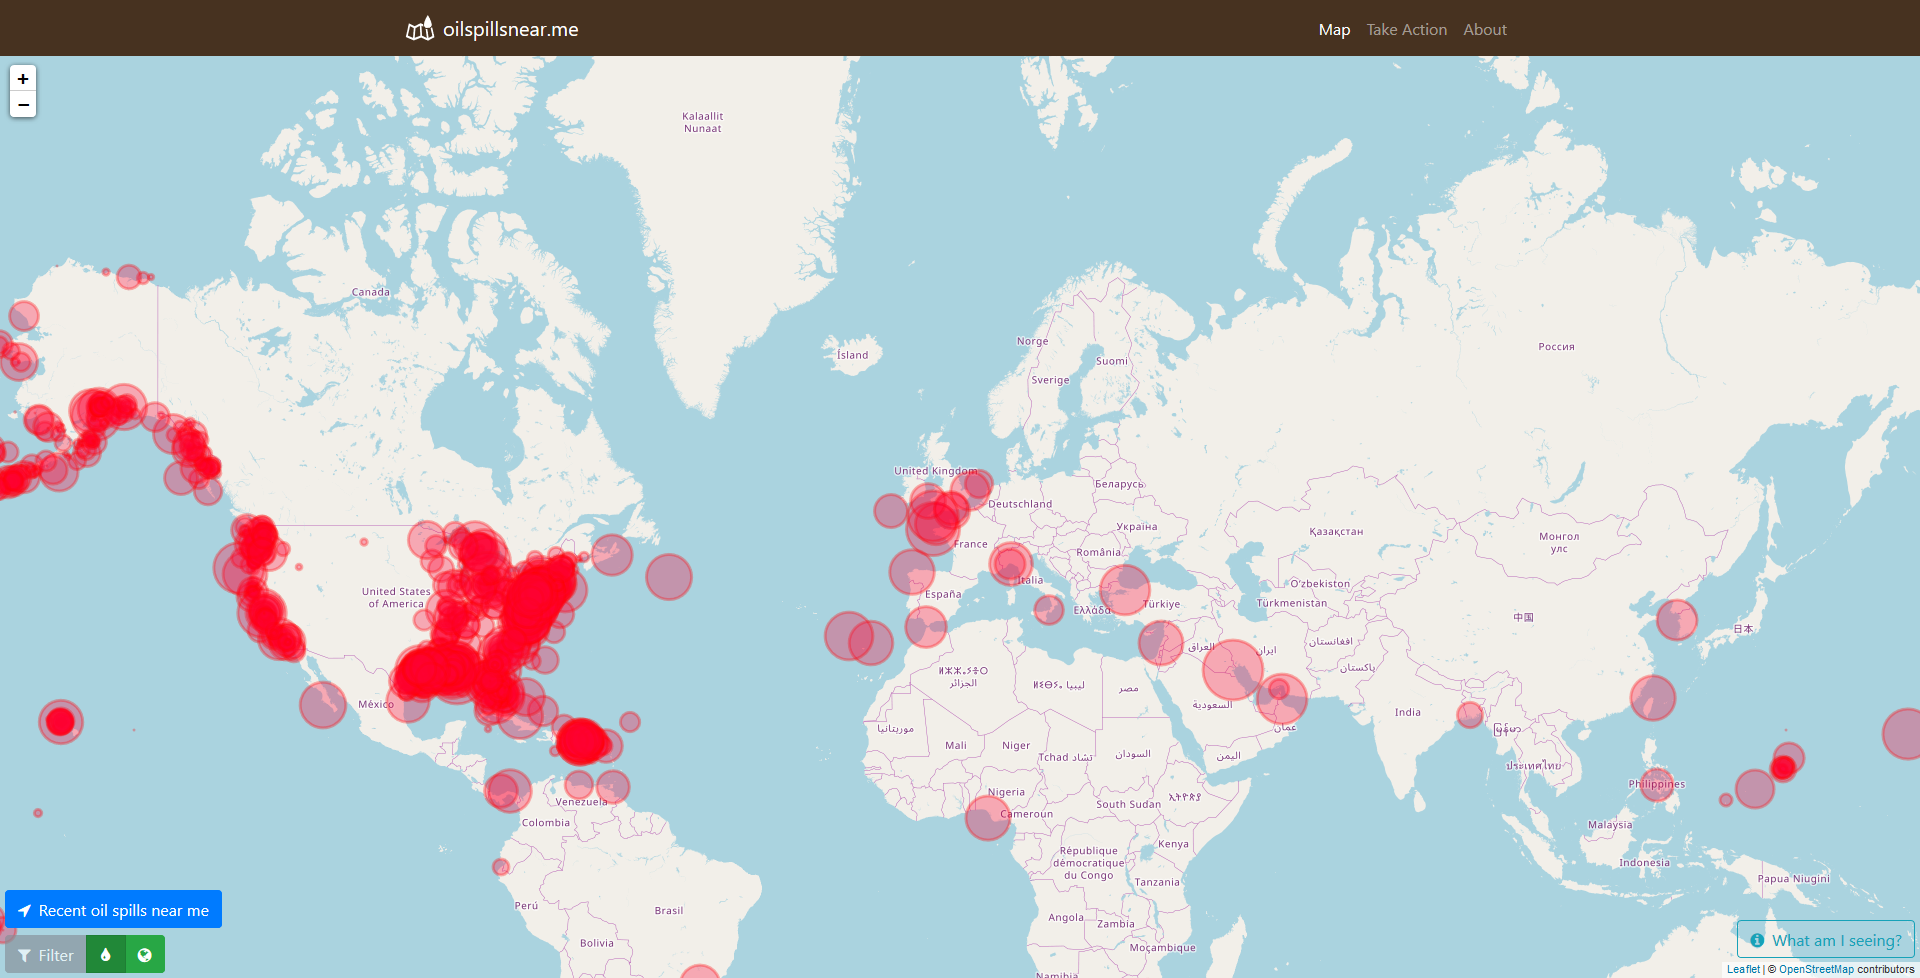 oilspillsnear.me
Map
Take Action
About
+
−
Kalaallit
Nunaat
Canada
Ísland
Norge
Suomi
Sverige
Россия
United Kingdom
Беларусь
Deutschland
Україна
France
România
Italia
España
Ελλάδα
Türkiye
Қазақстан
Монгол
улс
O'zbekiston
Türkmenistan
中国
日本
United States
of America
México
افغانستان
ایران
العراق
پاکستان
ⵍⵣⵣⴰⵢⴻⵔ
الجزائر
ⵍⵉⴱⵢⴰ ليبيا
مصر
السعودية
عمان
India
မြန်မာ
موريتانيا
Mali
Niger
Tchad تشاد
السودان
اليمن
ประเทศไทย
Philippines
Nigeria
South Sudan
ኢትዮጵያ
Cameroun
Venezuela
Colombia
Malaysia
Kenya
République
démocratique
du Congo
Indonesia
Tanzania
Papua Niugini
Perú
Brasil
Angola
Zambia
Bolivia
Moçambique
Namibia
Recent oil spills near me
Filter
What am I seeing?
Leaflet | © OpenStreetMap contributors